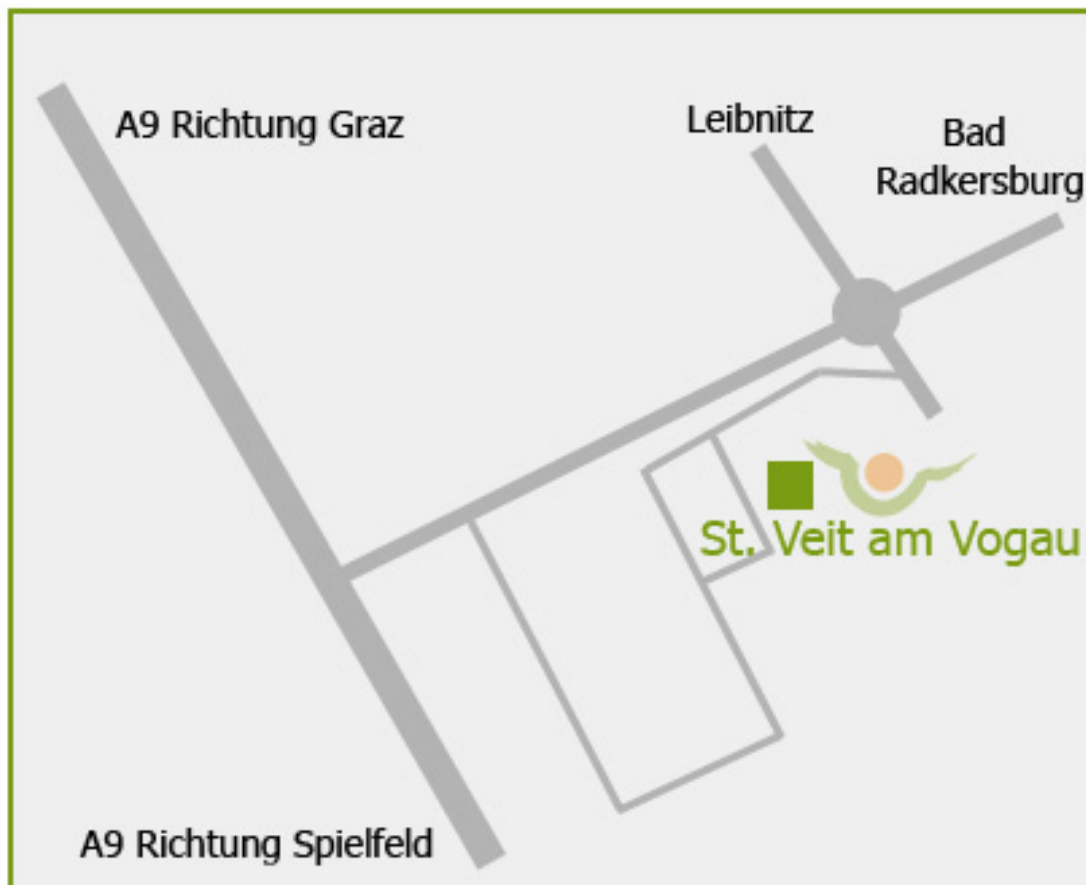 A9 Richtung Graz
Leibnitz
Bad
Radkersburg
St. Veit am Vogau
A9 Richtung Spielfeld